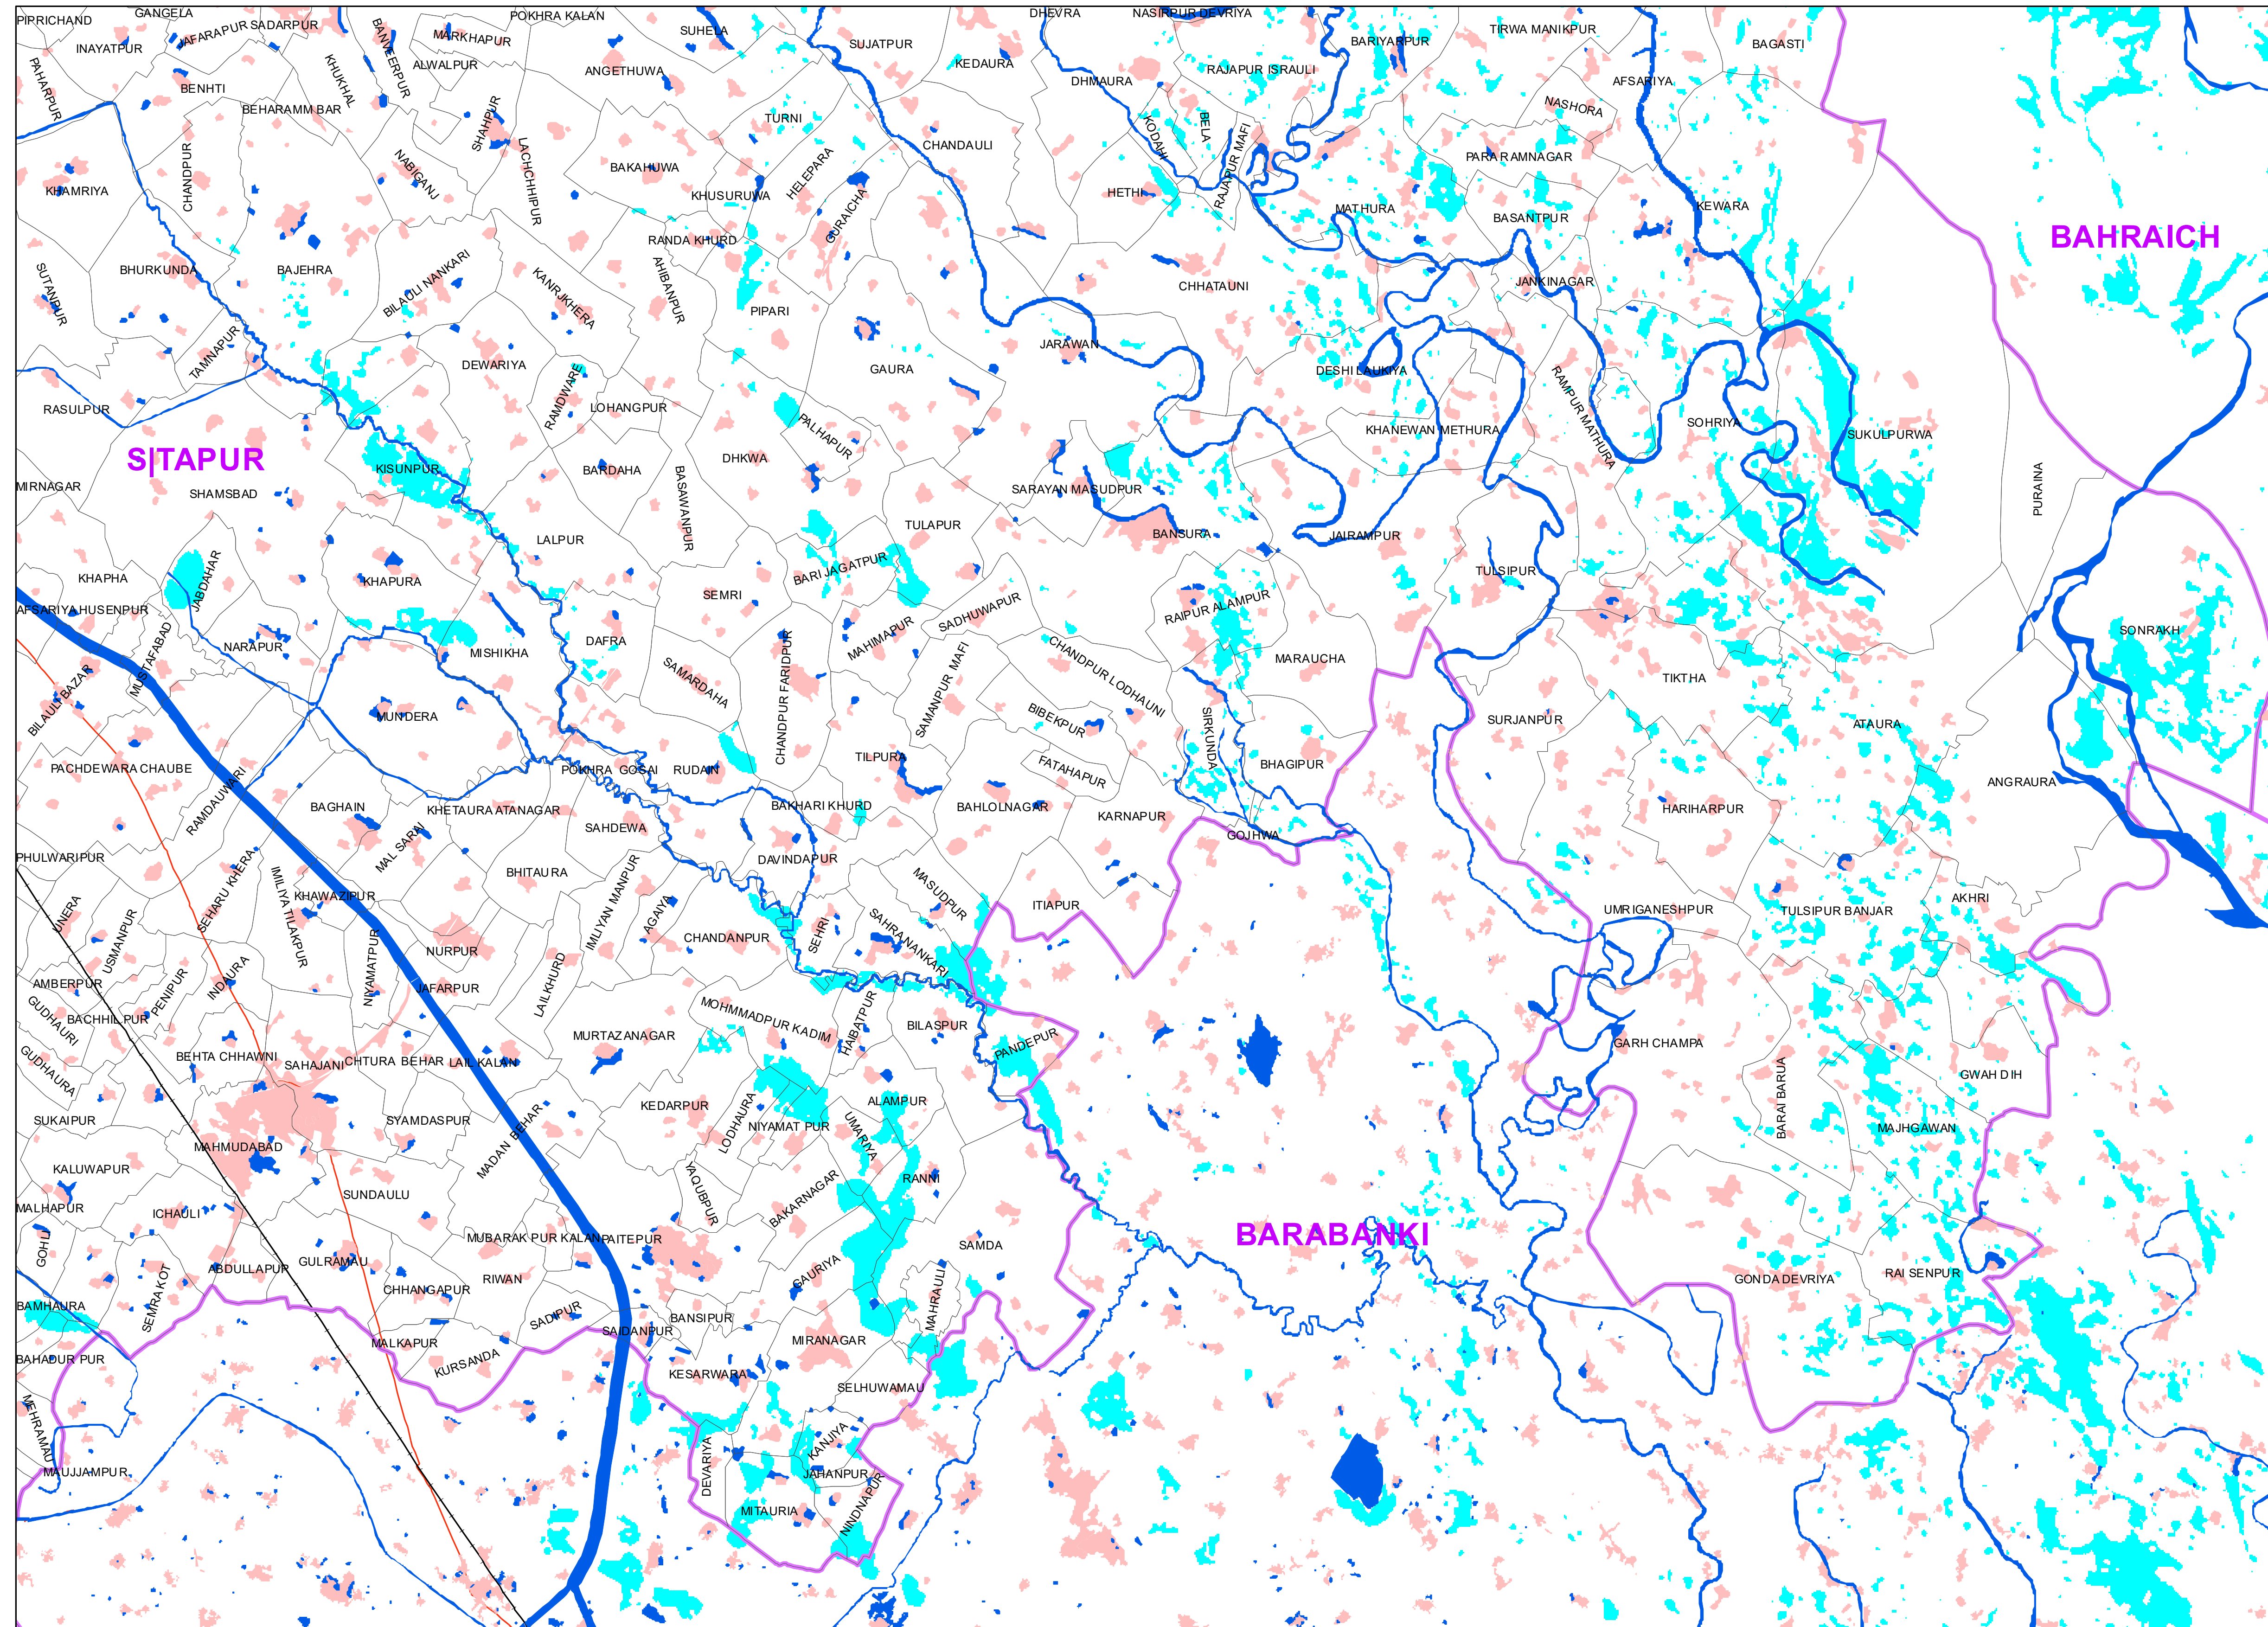 PIPRICHAND
GANGELA
INAYATPUR
JAFARAPUR
SADARPUR
BANVEERPUR
MARKHAPUR
POKHRA KALAN
SUHELA
SUJATPUR
DHEVRA
NASIRPUR DEVRIYA
BARIYARPUR
TIRWA MANIKPUR
BAGASTI
PAHARPUR
BENHTI
KHUKHAL
ALWALPUR
ANGETHUWA
KEDAURA
DHMAURA
RAJAPUR ISRAULI
AFSARIYA
BEHARAMM BAR
SHAHPUR
TURNI
NASHORA
CHANDPUR
NABIGANJ
LACHCHHIPUR
BAKAHUWA
HELEPARA
CHANDAULI
KODAHI
BELA
RAJAPUR MAFI
PARA RAMNAGAR
KHAMRIYA
KHUSURUWA
GURAICHA
HETHI
MATHURA
BASANTPUR
KEWARA
BAHRAICH
SUTANPUR
BHURKUNDA
BAJEHRA
BILAULI NANKARI
KANRJKHERA
RANDA KHURD
AHIBANPUR
PIPARI
CHHATAUNI
JANKINAGAR
TAMNAPUR
DEWARIYA
RAMDWARE
GAURA
JARAWAN
DESHI LAUKIYA
RAMPUR MATHURA
RASULPUR
LOHANGPUR
PALHAPUR
KHANEWAN METHURA
SOHRIYA
SUKULPURWA
S|TAPUR
KISUNPUR
BARDAHA
DHKWA
MIRNAGAR
SHAMSBAD
BASAWANPUR
SARAYAN MASUDPUR
PURAINA
LALPUR
TULAPUR
BANSURA
JAIRAMPUR
KHAPHA
JABDAHAR
KHAPURA
BARI JAGATPUR
TULSIPUR
AFSARIYA HUSENPUR
SEMRI
SADHUWAPUR
RAIPUR ALAMPUR
MUSTAFABAD
NARAPUR
MISHIKHA
DAFRA
MAHIMAPUR
SONRAKH
BILAULI BAZAR
SAMARDAHA
CHANDPUR FARIDPUR
SAMANPUR MAFI
CHANDPUR LODHAUNI
MARAUCHA
TIKTHA
MUNDERA
BIBEKPUR
SIRKUNDA
SURJANPUR
ATAURA
PACHDEWARA CHAUBE
POKHRA GOSAI
RUDAIN
TILPURA
FATAHAPUR
BHAGIPUR
ANGRAURA
RAMDAUWARI
BAGHAIN
KHETAURA ATANAGAR
BAKHARI KHURD
BAHLOLNAGAR
KARNAPUR
HARIHARPUR
MAL SARAI
SAHDEWA
GOJHWA
PHULWARIPUR
SEHARU KHERA
IMILIYA TILAKPUR
KHAWAZIPUR
BHITAURA
IMLIYAN MANPUR
DAVINDAPUR
MASUDPUR
AKHRI
UNERA
USMANPUR
AGAIYA
ITIAPUR
UMRIGANESHPUR
TULSIPUR BANJAR
NURPUR
CHANDANPUR
SEHRI
SAHRANANKARI
AMBERPUR
PENIPUR
INDAURA
NIYAMATPUR
JAFARPUR
LAILKHURD
GUDHAURI
BACHHILPUR
MOHMMADPUR KADIM
HAIBATPUR
BILASPUR
PANDEPUR
GARH CHAMPA
GUDHAURA
BEHTA CHHAWNI
SAHAJANI
CHTURA BEHAR
LAIL KALAN
MURTAZANAGAR
GWAH DIH
SUKAIPUR
SYAMDASPUR
MADAN BEHAR
KEDARPUR
LODHAURA
NIYAMAT PUR
ALAMPUR
UMARIYA
BARAI BARUA
MAJHGAWAN
MAHMUDABAD
KALUWAPUR
SUNDAULU
YAQUBPUR
BAKARNAGAR
RANNI
MALHAPUR
ICHAULI
GOHLI
ABDULLAPUR
GULRAMAU
MUBARAK PUR KALAN
PAITEPUR
SAMDA
BARABANKI
SEMRAKOT
CHHANGAPUR
RIWAN
GAURIYA
GONDA DEVRIYA
RAI SENPUR
BAMHAURA
SADIPUR
SAIDANPUR
BANSIPUR
MAHRAULI
MALKAPUR
MIRANAGAR
BAHADUR PUR
KURSANDA
KESARWARA
SELHUWAMAU
MEHRAMAU
DEVARIYA
KANJIYA
MAUJJAMPUR
JAHANPUR
MITAURIA
NINDNAPUR